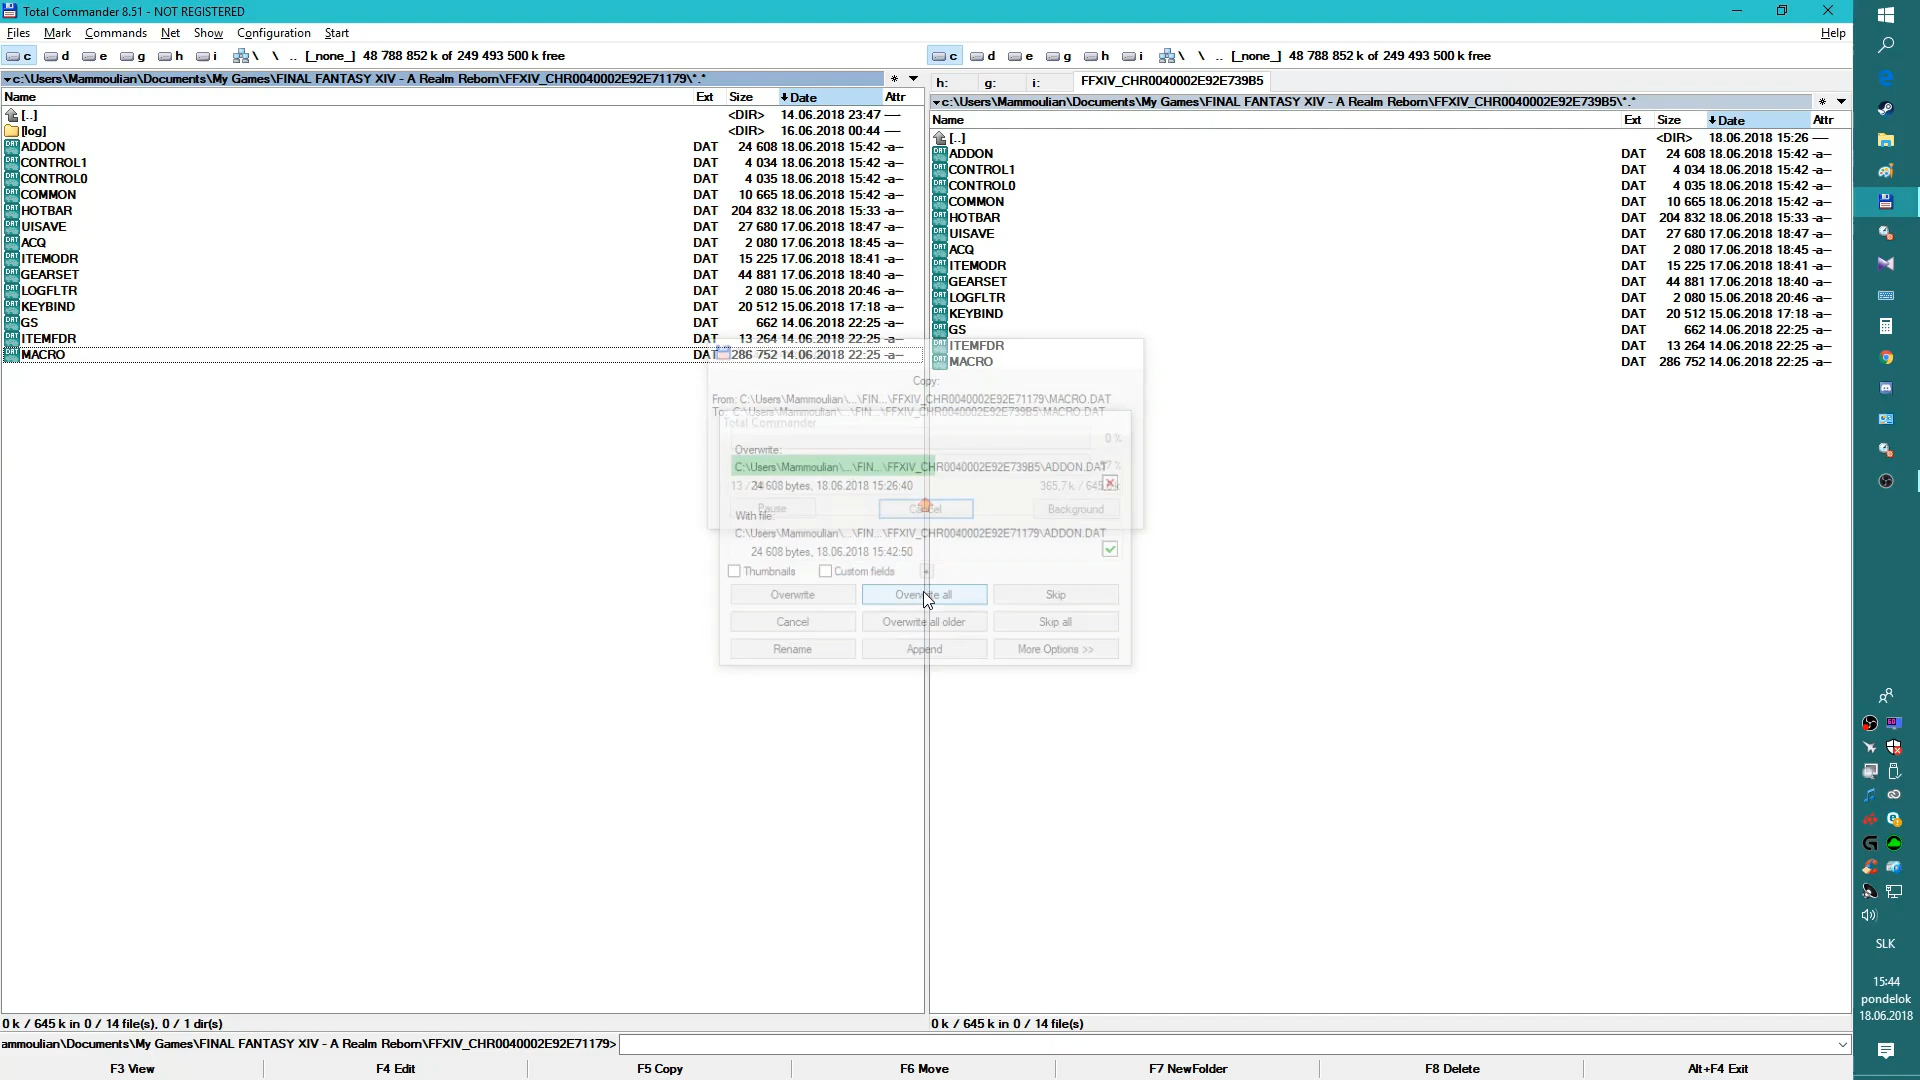 Total Commander 8.51 - NOT REGISTERED
Files Mark Commands Net Show Configuration Start Help
c d e g h i \ \ .. [_none_] 48 788 852 k of 249 493 500 k free
c:\Users\Mammoulian\Documents\My Games\FINAL FANTASY XIV - A Realm Reborn\FFXIV_CHR0040002E92E71179\*.* * 
Name Ext Size Date Attr
[..] <DIR> 14.06.2018 23:47 ----
[log] <DIR> 16.06.2018 00:44 ----
ADDON DAT 24 608 18.06.2018 15:42 -a--
CONTROL1 DAT 4 034 18.06.2018 15:42 -a--
CONTROL0 DAT 4 035 18.06.2018 15:42 -a--
COMMON DAT 10 665 18.06.2018 15:42 -a--
HOTBAR DAT 204 832 18.06.2018 15:33 -a--
UISAVE DAT 27 680 17.06.2018 18:47 -a--
ACQ DAT 2 080 17.06.2018 18:45 -a--
ITEMODR DAT 15 225 17.06.2018 18:41 -a--
GEARSET DAT 44 881 17.06.2018 18:40 -a--
LOGFLTR DAT 2 080 15.06.2018 20:46 -a--
KEYBIND DAT 20 512 15.06.2018 17:18 -a--
GS DAT 662 14.06.2018 22:25 -a--
ITEMFDR DAT 13 264 14.06.2018 22:25 -a--
MACRO DAT 286 752 14.06.2018 22:25 -a--
0 k / 645 k in 0 / 14 file(s), 0 / 1 dir(s)
c d e g h i \ \ .. [_none_] 48 788 852 k of 249 493 500 k free
h: g: i: FFXIV_CHR0040002E92E739B5
c:\Users\Mammoulian\Documents\My Games\FINAL FANTASY XIV - A Realm Reborn\FFXIV_CHR0040002E92E739B5\*.* *
Name Ext Size Date Attr
[..] <DIR> 18.06.2018 15:26 ----
ADDON DAT 24 608 18.06.2018 15:42 -a--
CONTROL1 DAT 4 034 18.06.2018 15:42 -a--
CONTROL0 DAT 4 035 18.06.2018 15:42 -a--
COMMON DAT 10 665 18.06.2018 15:42 -a--
HOTBAR DAT 204 832 18.06.2018 15:33 -a--
UISAVE DAT 27 680 17.06.2018 18:47 -a--
ACQ DAT 2 080 17.06.2018 18:45 -a--
ITEMODR DAT 15 225 17.06.2018 18:41 -a--
GEARSET DAT 44 881 17.06.2018 18:40 -a--
LOGFLTR DAT 2 080 15.06.2018 20:46 -a--
KEYBIND DAT 20 512 15.06.2018 17:18 -a--
GS DAT 662 14.06.2018 22:25 -a--
ITEMFDR DAT 13 264 14.06.2018 22:25 -a--
MACRO DAT 286 752 14.06.2018 22:25 -a--
0 k / 645 k in 0 / 14 file(s)
Copy:
From: C:\Users\Mammoulian\...\FIN...\FFXIV_CHR0040002E92E71179\MACRO.DAT
To: C:\Users\Mammoulian\...\FIN...\FFXIV_CHR0040002E92E739B5\MACRO.DAT
0 %
Pause Cancel Background
Total Commander
Overwrite:
C:\Users\Mammoulian\...\FIN...\FFXIV_CHR0040002E92E739B5\ADDON.DAT
24 608 bytes, 18.06.2018 15:26:40
With file:
C:\Users\Mammoulian\...\FIN...\FFXIV_CHR0040002E92E71179\ADDON.DAT
24 608 bytes, 18.06.2018 15:42:50
Thumbnails Custom fields +
Overwrite Overwrite all Skip
Cancel Overwrite all older Skip all
Rename Append More Options >>
ammoulian\Documents\My Games\FINAL FANTASY XIV - A Realm Reborn\FFXIV_CHR0040002E92E71179>
F3 View F4 Edit F5 Copy F6 Move F7 NewFolder F8 Delete Alt+F4 Exit
SLK
15:44
pondelok
18.06.2018